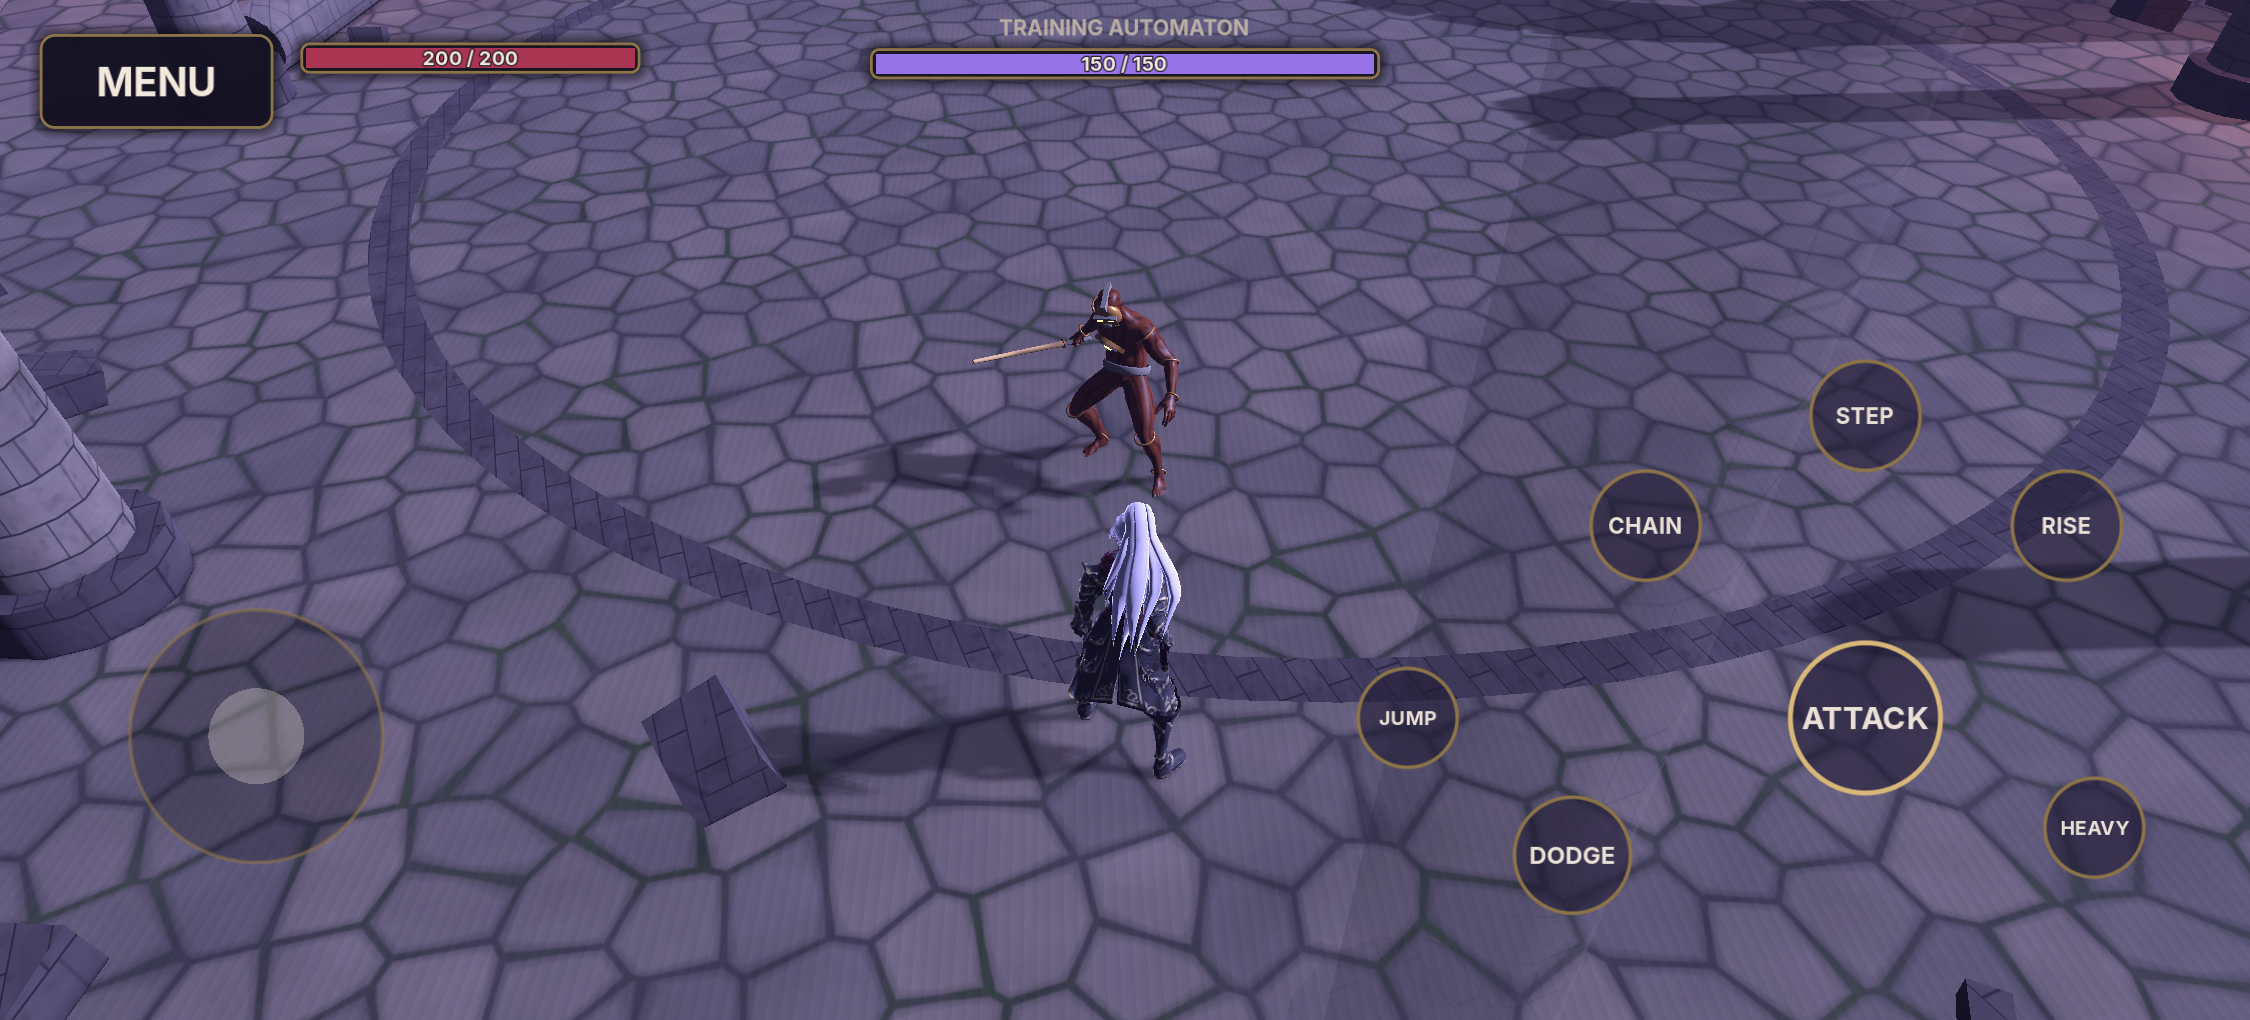 TRAINING AUTOMATON
MENU
200 / 200
150 / 150
STEP
CHAIN
RISE
JUMP
ATTACK
DODGE
HEAVY